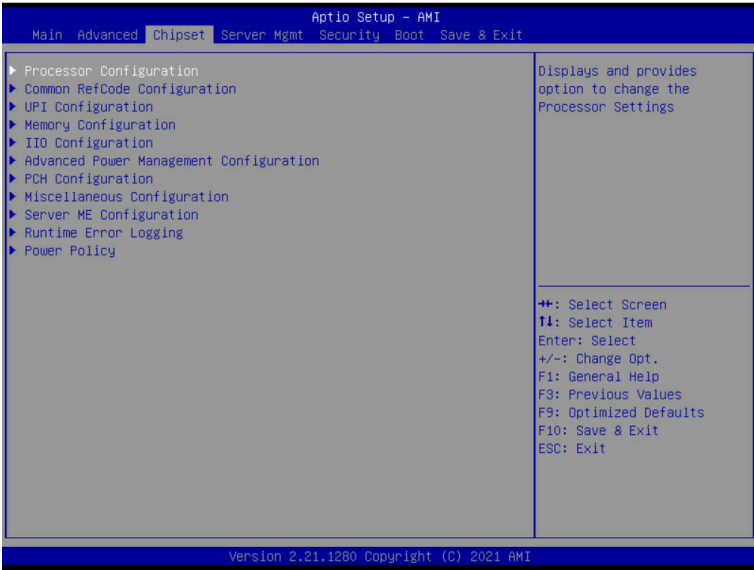 Aptio Setup - AMI
Main Advanced Chipset Server Mgmt Security Boot Save & Exit
▶ Processor Configuration
▶ Common RefCode Configuration
▶ UPI Configuration
▶ Memory Configuration
▶ IIO Configuration
▶ Advanced Power Management Configuration
▶ PCH Configuration
▶ Miscellaneous Configuration
▶ Server ME Configuration
▶ Runtime Error Logging
▶ Power Policy
Displays and provides
option to change the
Processor Settings
→←: Select Screen
↑↓: Select Item
Enter: Select
+/-: Change Opt.
F1: General Help
F3: Previous Values
F9: Optimized Defaults
F10: Save & Exit
ESC: Exit
Version 2.21.1280 Copyright (C) 2021 AMI